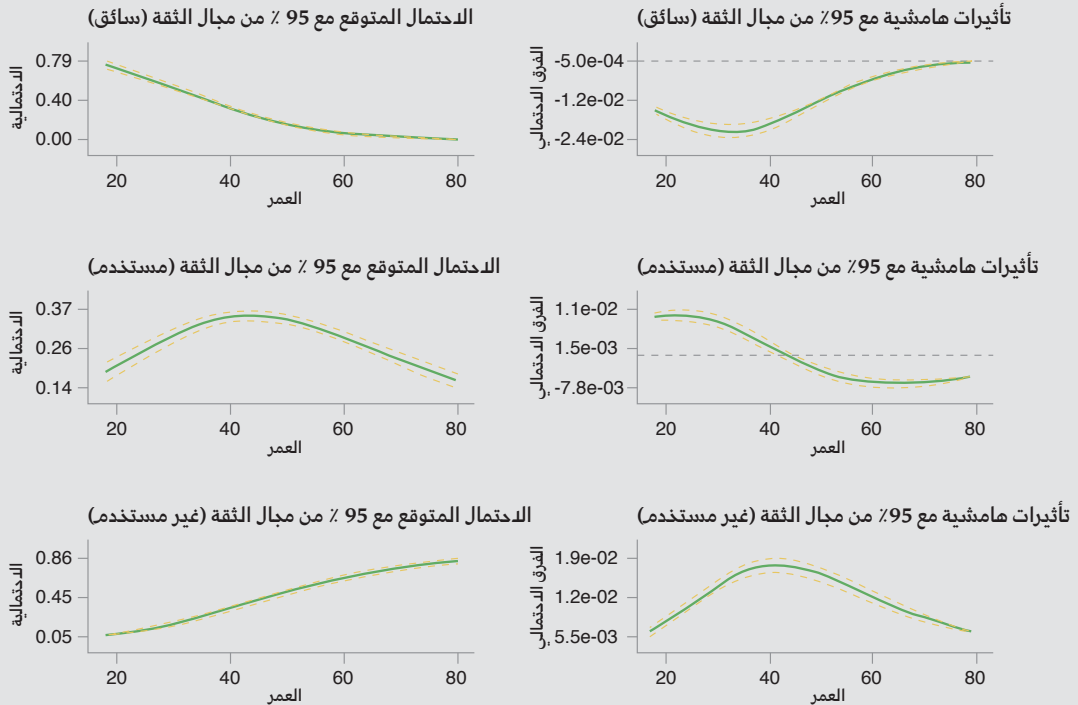 الاحتمال المتوقع مع 95 ٪ من مجال الثقة (سائق)
الاحتمالية
0.79
0.40
0.00
20 40 60 80
العمر
تأثيرات هامشية مع 95٪ من مجال الثقة (سائق)
الفرق الاحتمالي
-5.0e-04
-1.2e-02
-2.4e-02
20 40 60 80
العمر
الاحتمال المتوقع مع 95 ٪ من مجال الثقة (مستخدم)
الاحتمالية
0.37
0.26
0.14
20 40 60 80
العمر
تأثيرات هامشية مع 95٪ من مجال الثقة (مستخدم)
الفرق الاحتمالي
1.1e-02
1.5e-03
-7.8e-03
20 40 60 80
العمر
الاحتمال المتوقع مع 95 ٪ من مجال الثقة (غير مستخدم)
الاحتمالية
0.86
0.45
0.05
20 40 60 80
العمر
تأثيرات هامشية مع 95٪ من مجال الثقة (غير مستخدم)
الفرق الاحتمالي
1.9e-02
1.2e-02
5.5e-03
20 40 60 80
العمر